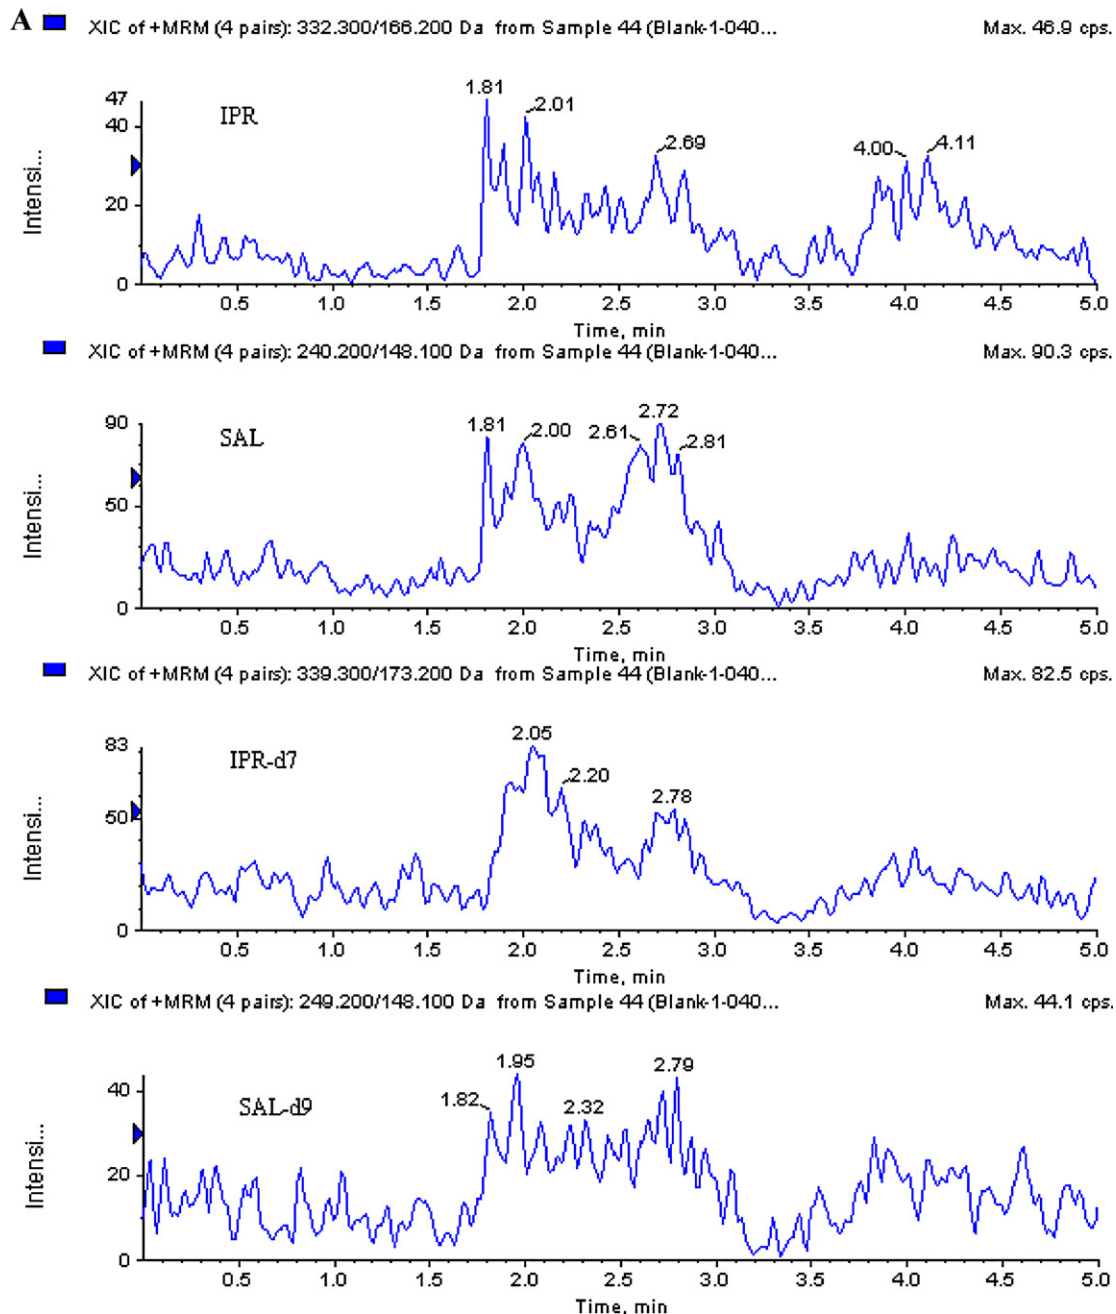 A XIC of +MRM (4 pairs): 332.300/166.200 Da from Sample 44 (Blank-1-040... Max. 46.9 cps.
IPR
1.81
2.01
2.69
4.00
4.11
47
40
20
0
Intensi...
0.5 1.0 1.5 2.0 2.5 3.0 3.5 4.0 4.5 5.0
Time, min
XIC of +MRM (4 pairs): 240.200/148.100 Da from Sample 44 (Blank-1-040... Max. 90.3 cps.
SAL
1.81
2.00
2.61
2.72
2.81
90
50
0
Intensi...
0.5 1.0 1.5 2.0 2.5 3.0 3.5 4.0 4.5 5.0
Time, min
XIC of +MRM (4 pairs): 339.300/173.200 Da from Sample 44 (Blank-1-040... Max. 82.5 cps.
IPR-d7
2.05
2.20
2.78
83
50
0
Intensi...
0.5 1.0 1.5 2.0 2.5 3.0 3.5 4.0 4.5 5.0
Time, min
XIC of +MRM (4 pairs): 249.200/148.100 Da from Sample 44 (Blank-1-040... Max. 44.1 cps.
SAL-d9
1.82
1.95
2.32
2.79
40
20
0
Intensi...
0.5 1.0 1.5 2.0 2.5 3.0 3.5 4.0 4.5 5.0
Time, min